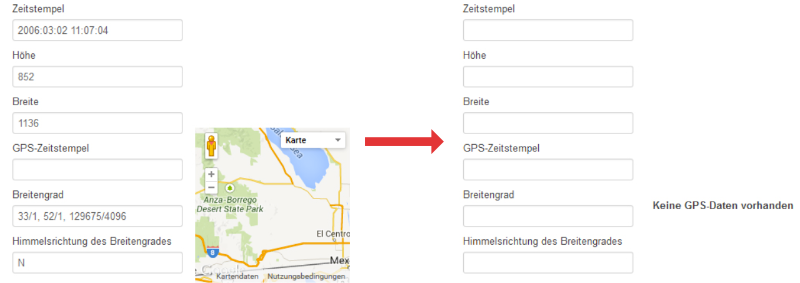 Zeitstempel
2006:03:02 11:07:04
Höhe
852
Breite
1136
GPS-Zeitstempel
Breitengrad
33/1, 52/1, 129675/4096
Himmelsrichtung des Breitengrades
N
Karte
+
−
Anza-Borrego
Desert State Park
El Centro
8
Mex
Kartendaten Nutzungsbedingungen
Zeitstempel
Höhe
Breite
GPS-Zeitstempel
Breitengrad
Himmelsrichtung des Breitengrades
Keine GPS-Daten vorhanden